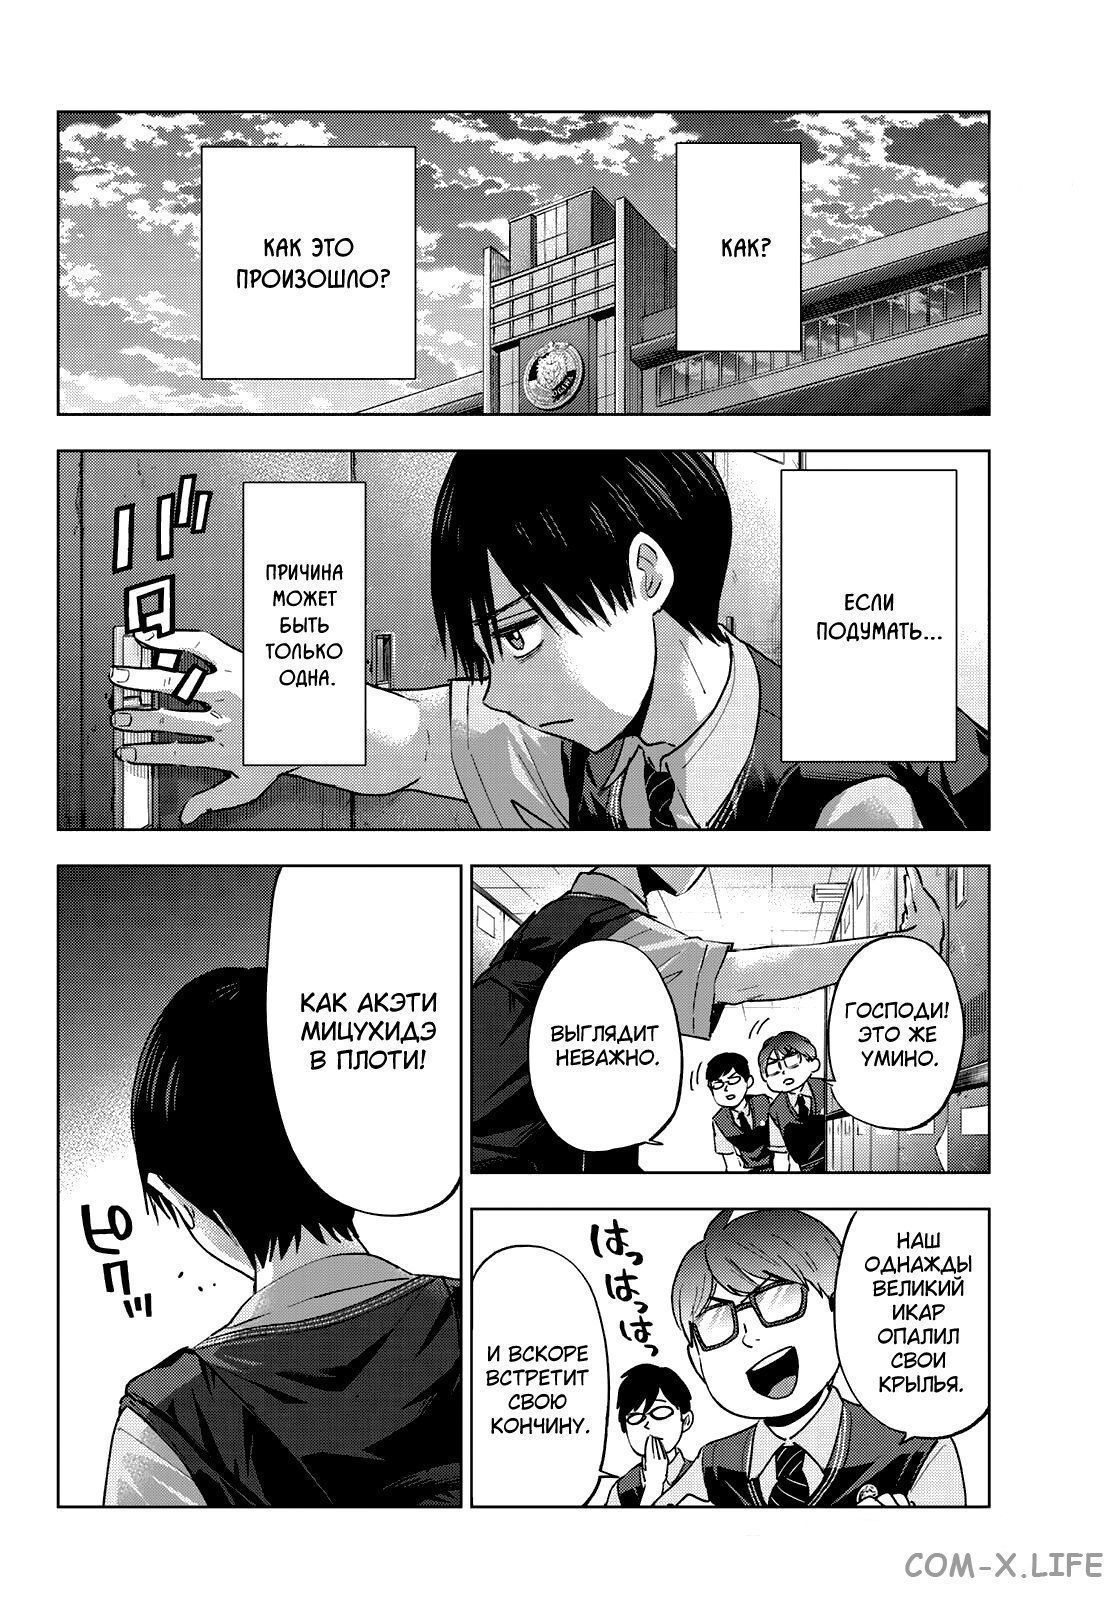 КАК?
КАК ЭТО
ПРОИЗОШЛО?
ЕСЛИ
ПОДУМАТЬ...
ПРИЧИНА
МОЖЕТ
БЫТЬ
ТОЛЬКО
ОДНА.
ГОСПОДИ!
ЭТО ЖЕ
УМИНО.
ВЫГЛЯДИТ
НЕВАЖНО.
НАШ
ОДНАЖДЫ
ВЕЛИКИЙ
ИКАР
ОПАЛИЛ
СВОИ
КРЫЛЬЯ.
はっはっはっ
И ВСКОРЕ
ВСТРЕТИТ
СВОЮ
КОНЧИНУ.
КАК АКЭТИ
МИЦУХИДЭ
В ПЛОТИ!
COM-X.LIFE